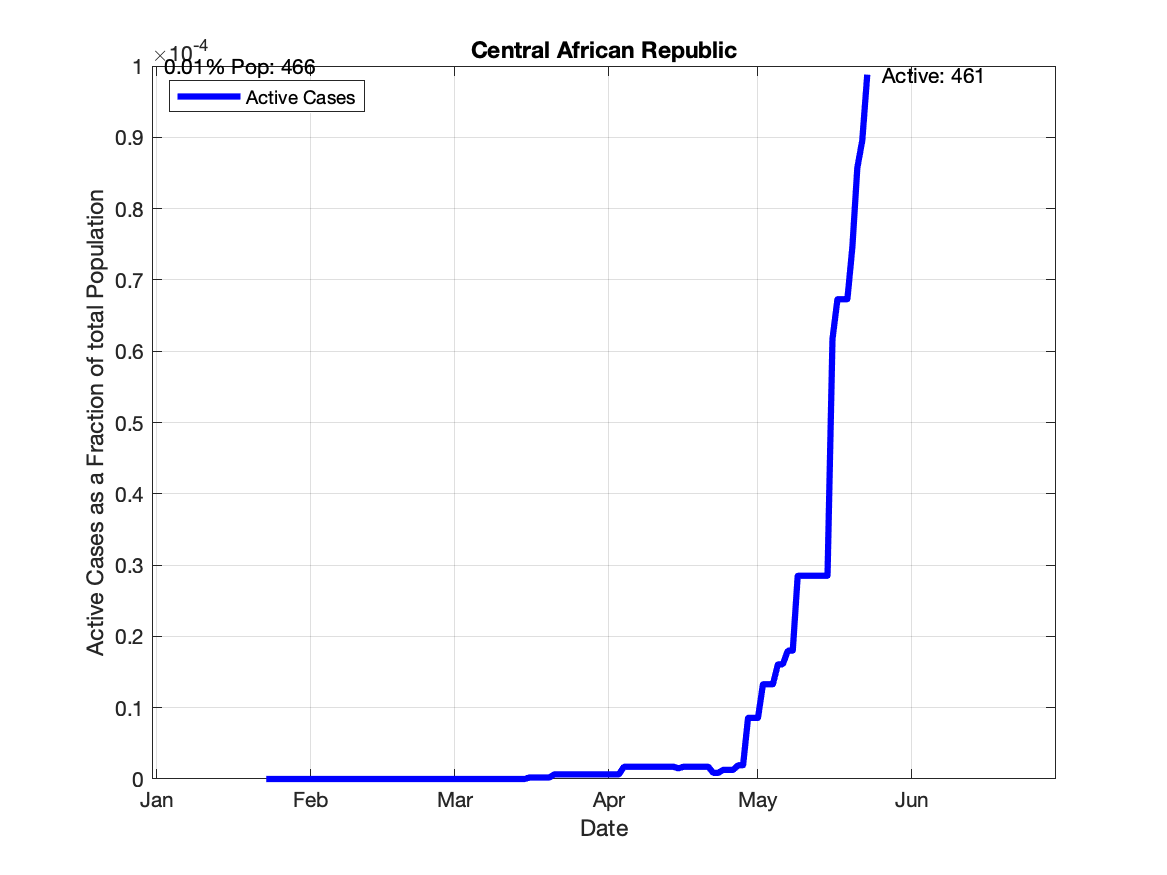 Central African Republic
×10-4
0.01% Pop: 466
Active: 461
Active Cases
Active Cases as a Fraction of total Population
1
0.9
0.8
0.7
0.6
0.5
0.4
0.3
0.2
0.1
0
Jan Feb Mar Apr May Jun
Date